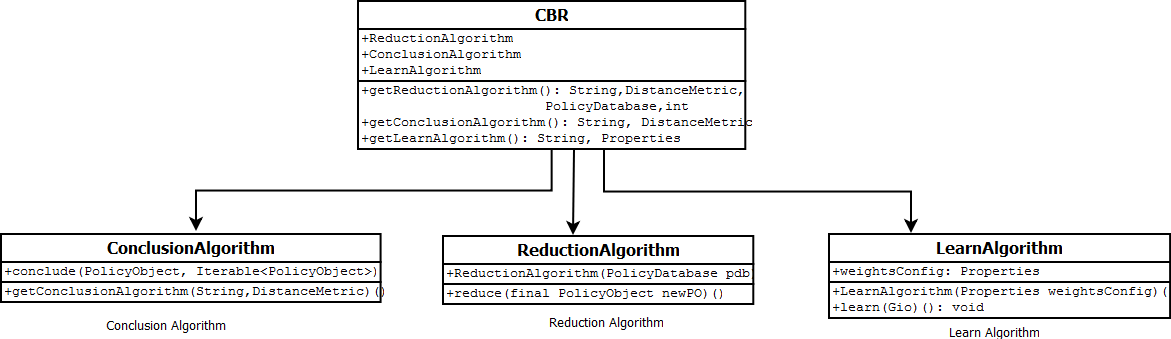 CBR
+ReductionAlgorithm
+ConclusionAlgorithm
+LearnAlgorithm
+getReductionAlgorithm(): String,DistanceMetric,
PolicyDatabase,int
+getConclusionAlgorithm(): String, DistanceMetric
+getLearnAlgorithm(): String, Properties
ConclusionAlgorithm
+conclude(PolicyObject, Iterable<PolicyObject>)
+getConclusionAlgorithm(String,DistanceMetric)()
Conclusion Algorithm
ReductionAlgorithm
+ReductionAlgorithm(PolicyDatabase pdb)
+reduce(final PolicyObject newPO)()
Reduction Algorithm
LearnAlgorithm
+weightsConfig: Properties
+LearnAlgorithm(Properties weightsConfig)(
+learn(Gio)(): void
Learn Algorithm